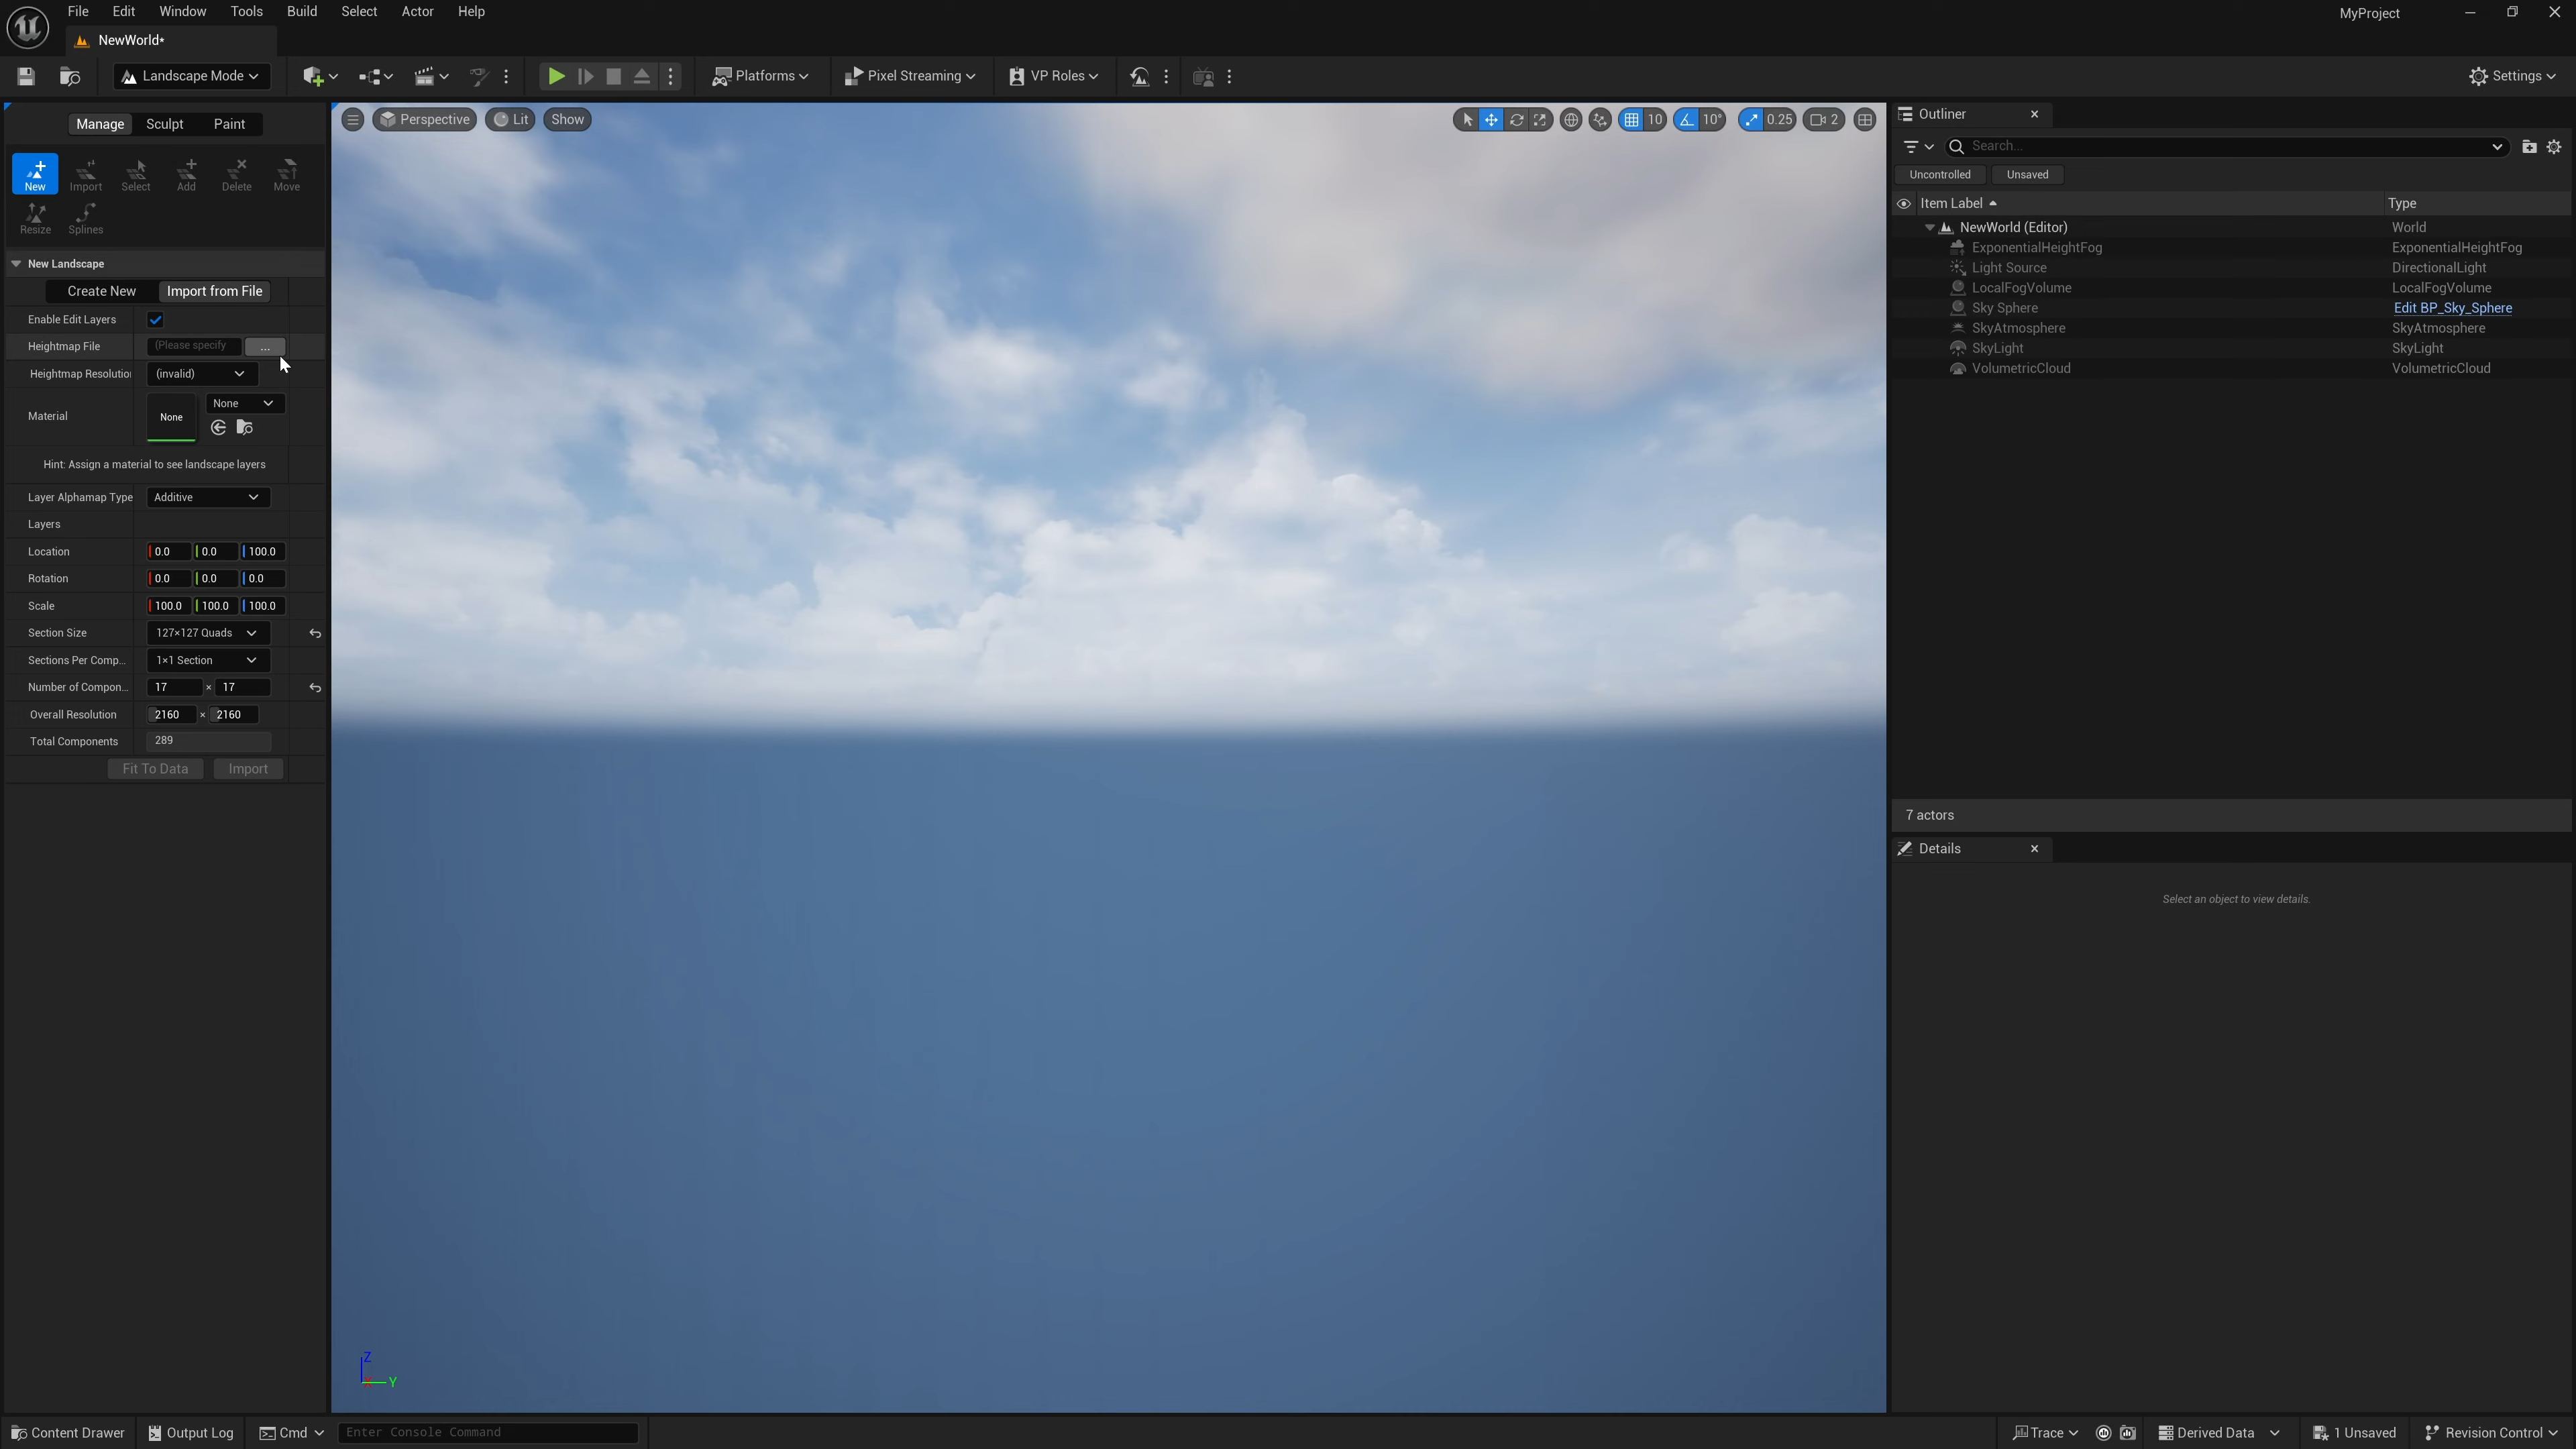 File Edit Window Tools Build Select Actor Help
MyProject
NewWorld*
Landscape Mode
Platforms
Pixel Streaming
VP Roles
Settings
Manage Sculpt Paint
New Import Select Add Delete Move
Resize Splines
New Landscape
Create New Import from File
Enable Edit Layers
Heightmap File (Please specify ...
Heightmap Resolutio (invalid)
Material None None
Hint: Assign a material to see landscape layers
Layer Alphamap Type Additive
Layers
Location 0.0 0.0 100.0
Rotation 0.0 0.0 0.0
Scale 100.0 100.0 100.0
Section Size 127×127 Quads
Sections Per Comp... 1×1 Section
Number of Compon... 17 × 17
Overall Resolution 2160 × 2160
Total Components 289
Fit To Data Import
Perspective Lit Show
10 10° 0.25 2
Z
Y
Outliner
Search...
Uncontrolled Unsaved
Item Label Type
NewWorld (Editor) World
ExponentialHeightFog ExponentialHeightFog
Light Source DirectionalLight
LocalFogVolume LocalFogVolume
Sky Sphere Edit BP_Sky_Sphere
SkyAtmosphere SkyAtmosphere
SkyLight SkyLight
VolumetricCloud VolumetricCloud
7 actors
Details
Select an object to view details.
Content Drawer Output Log Cmd Enter Console Command
Trace Derived Data 1 Unsaved Revision Control